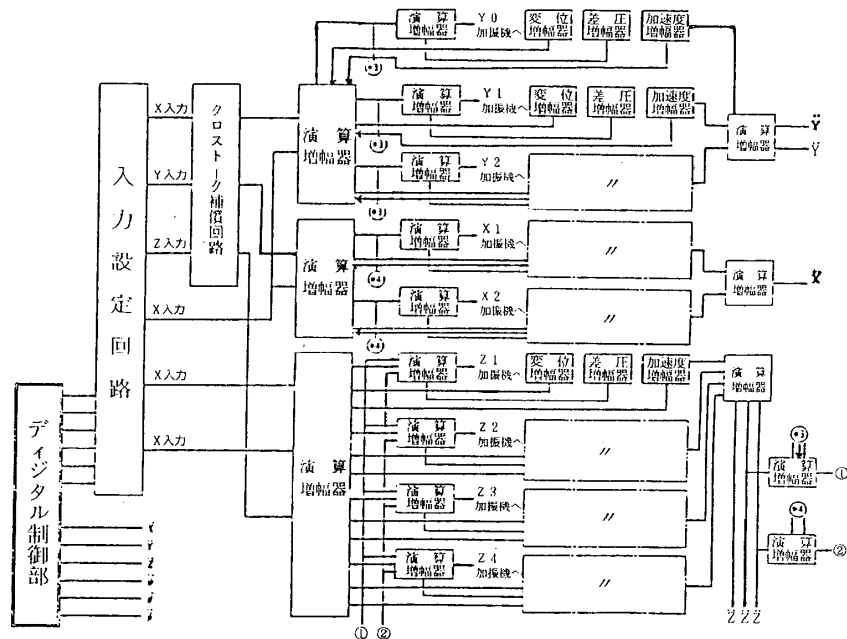 Y0
演算増幅器
加振機へ
変位増幅器
差圧増幅器
加速度増幅器
Y1
演算増幅器
加振機へ
変位増幅器
差圧増幅器
加速度増幅器
Y2
演算増幅器
加振機へ
〃
X1
演算増幅器
加振機へ
〃
X2
演算増幅器
加振機へ
〃
Z1
演算増幅器
加振機へ
変位増幅器
差圧増幅器
加速度増幅器
Z2
演算増幅器
加振機へ
〃
Z3
演算増幅器
加振機へ
〃
Z4
演算増幅器
加振機へ
〃
X入力
Y入力
Z入力
X入力
X入力
X入力
クロストーク補償回路
入力設定回路
ディジタル制御部
演算増幅器
演算増幅器
演算増幅器
演算増幅器
Ÿ
演算増幅器
演算増幅器
演算増幅器
①
演算増幅器
②
①
②
Z̈ Z̈ Z̈